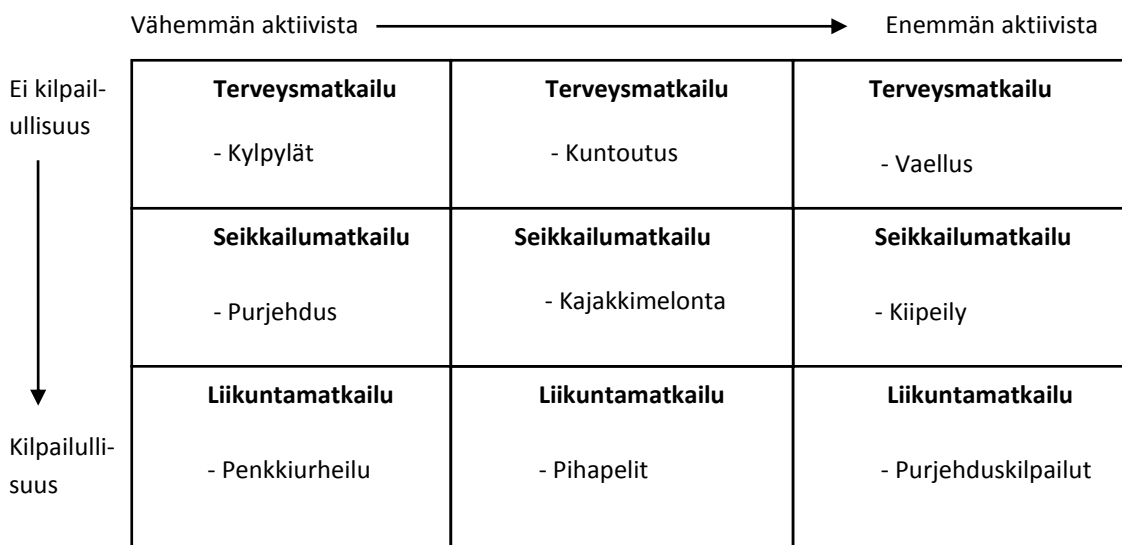 Vähemmän aktiivista
Enemmän aktiivista
Ei kilpail-
ullisuus
Terveysmatkailu
Terveysmatkailu
Terveysmatkailu
- Kylpylät
- Kuntoutus
- Vaellus
Seikkailumatkailu
Seikkailumatkailu
Seikkailumatkailu
- Purjehdus
- Kajakkimelonta
- Kiipeily
Kilpailulli-
suus
Liikuntamatkailu
Liikuntamatkailu
Liikuntamatkailu
- Penkkiurheilu
- Pihapelit
- Purjehduskilpailut